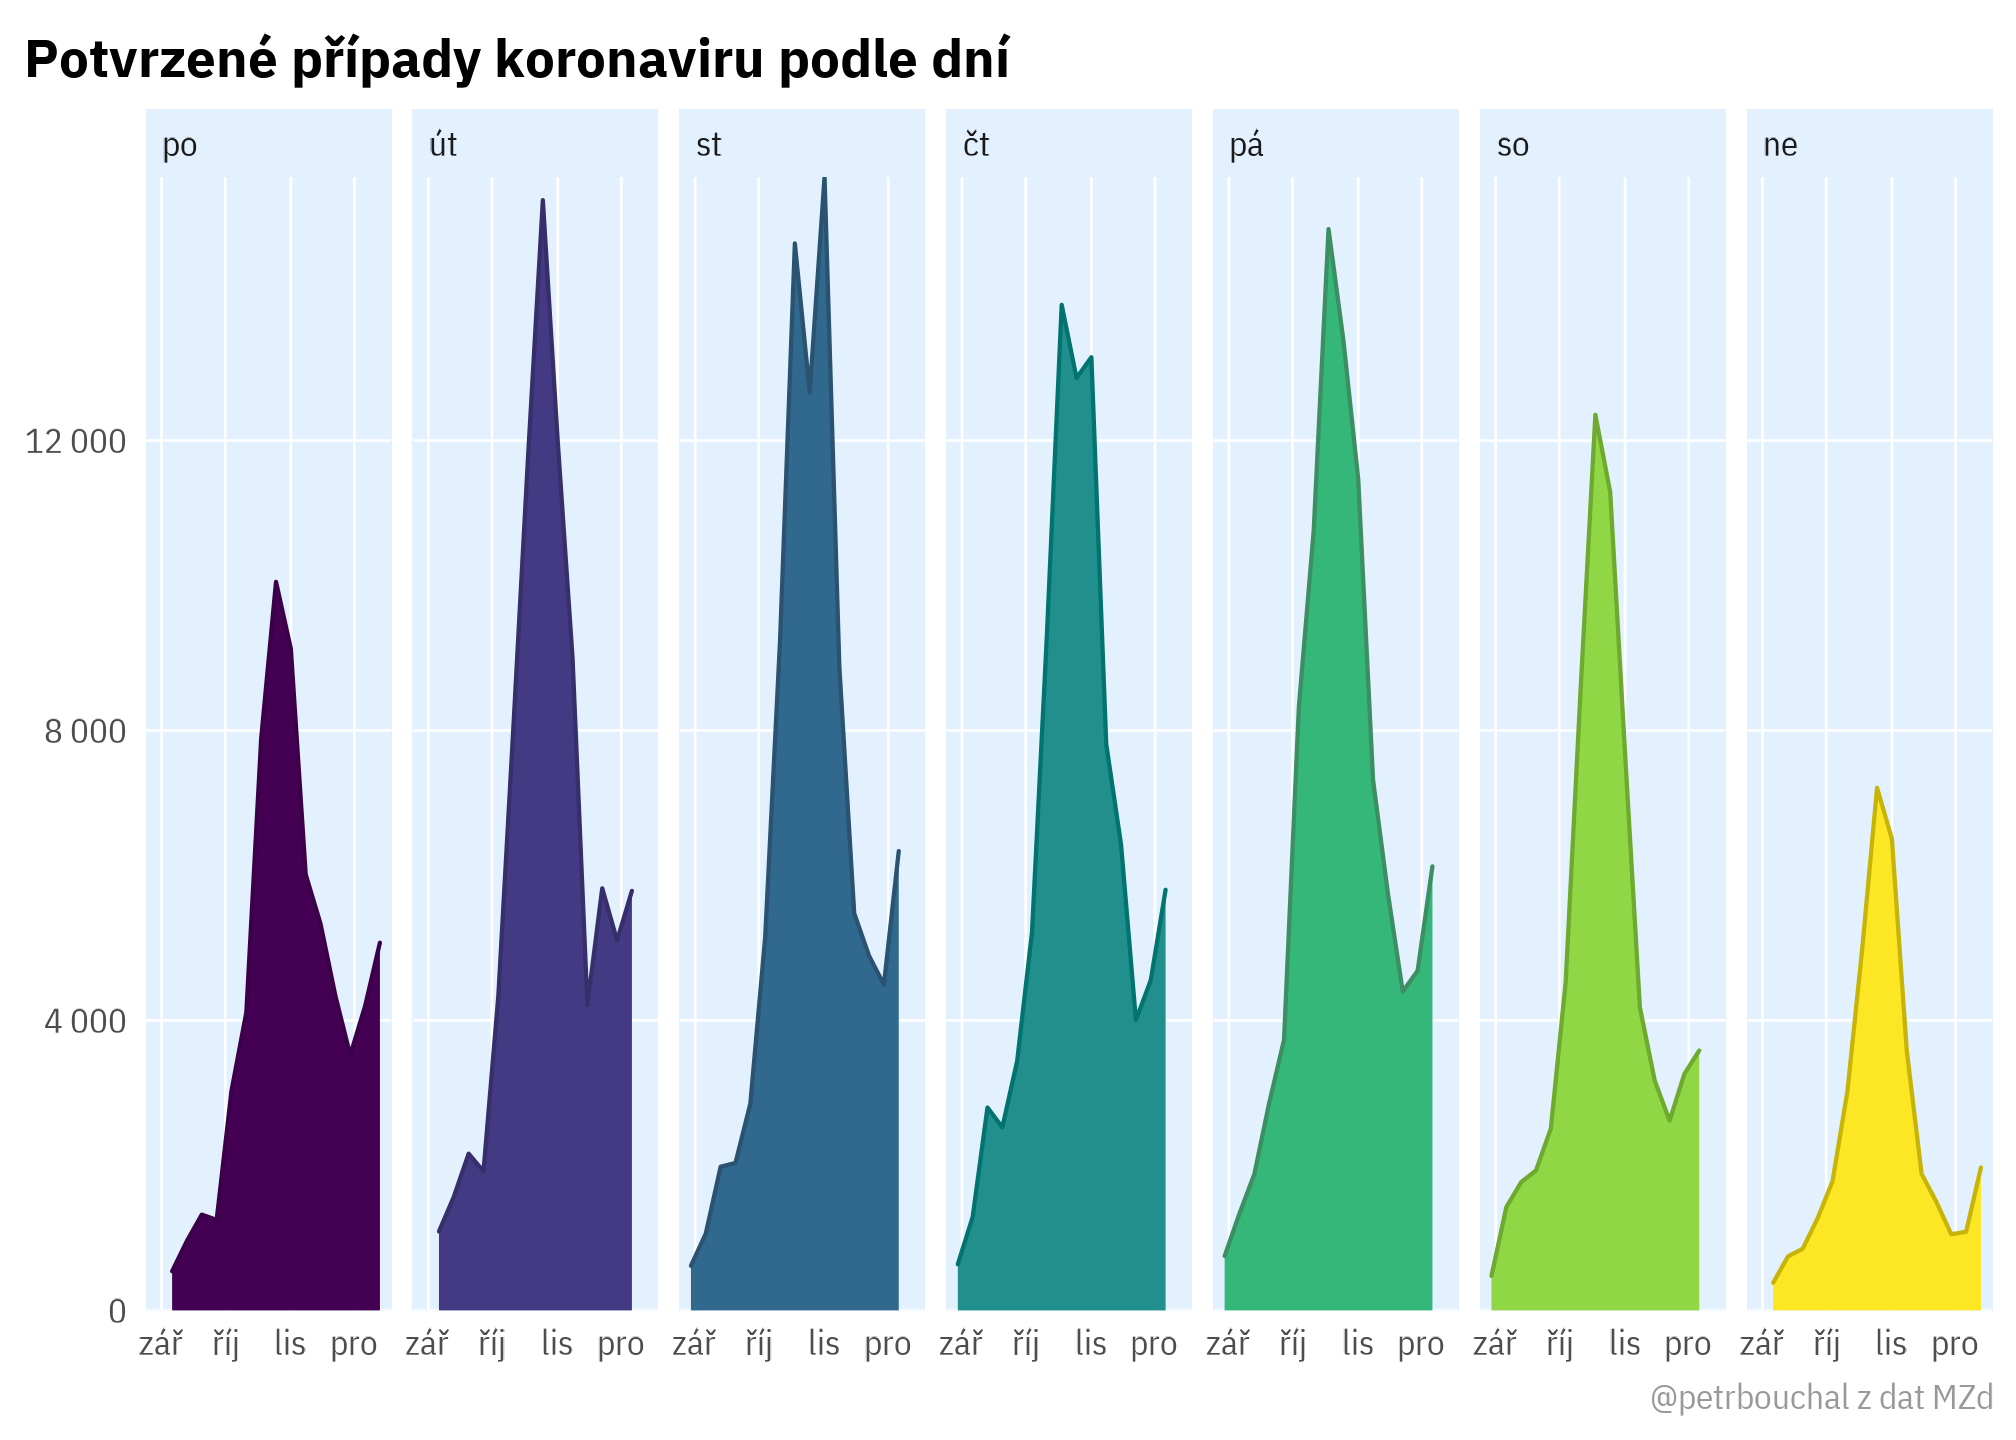 Potvrzené případy koronaviru podle dní
po út st čt pá so ne
12 000
8 000
4 000
0
zář říj lis pro zář říj lis pro zář říj lis pro zář říj lis pro zář říj lis pro zář říj lis pro zář říj lis pro
@petrbouchal z dat MZd